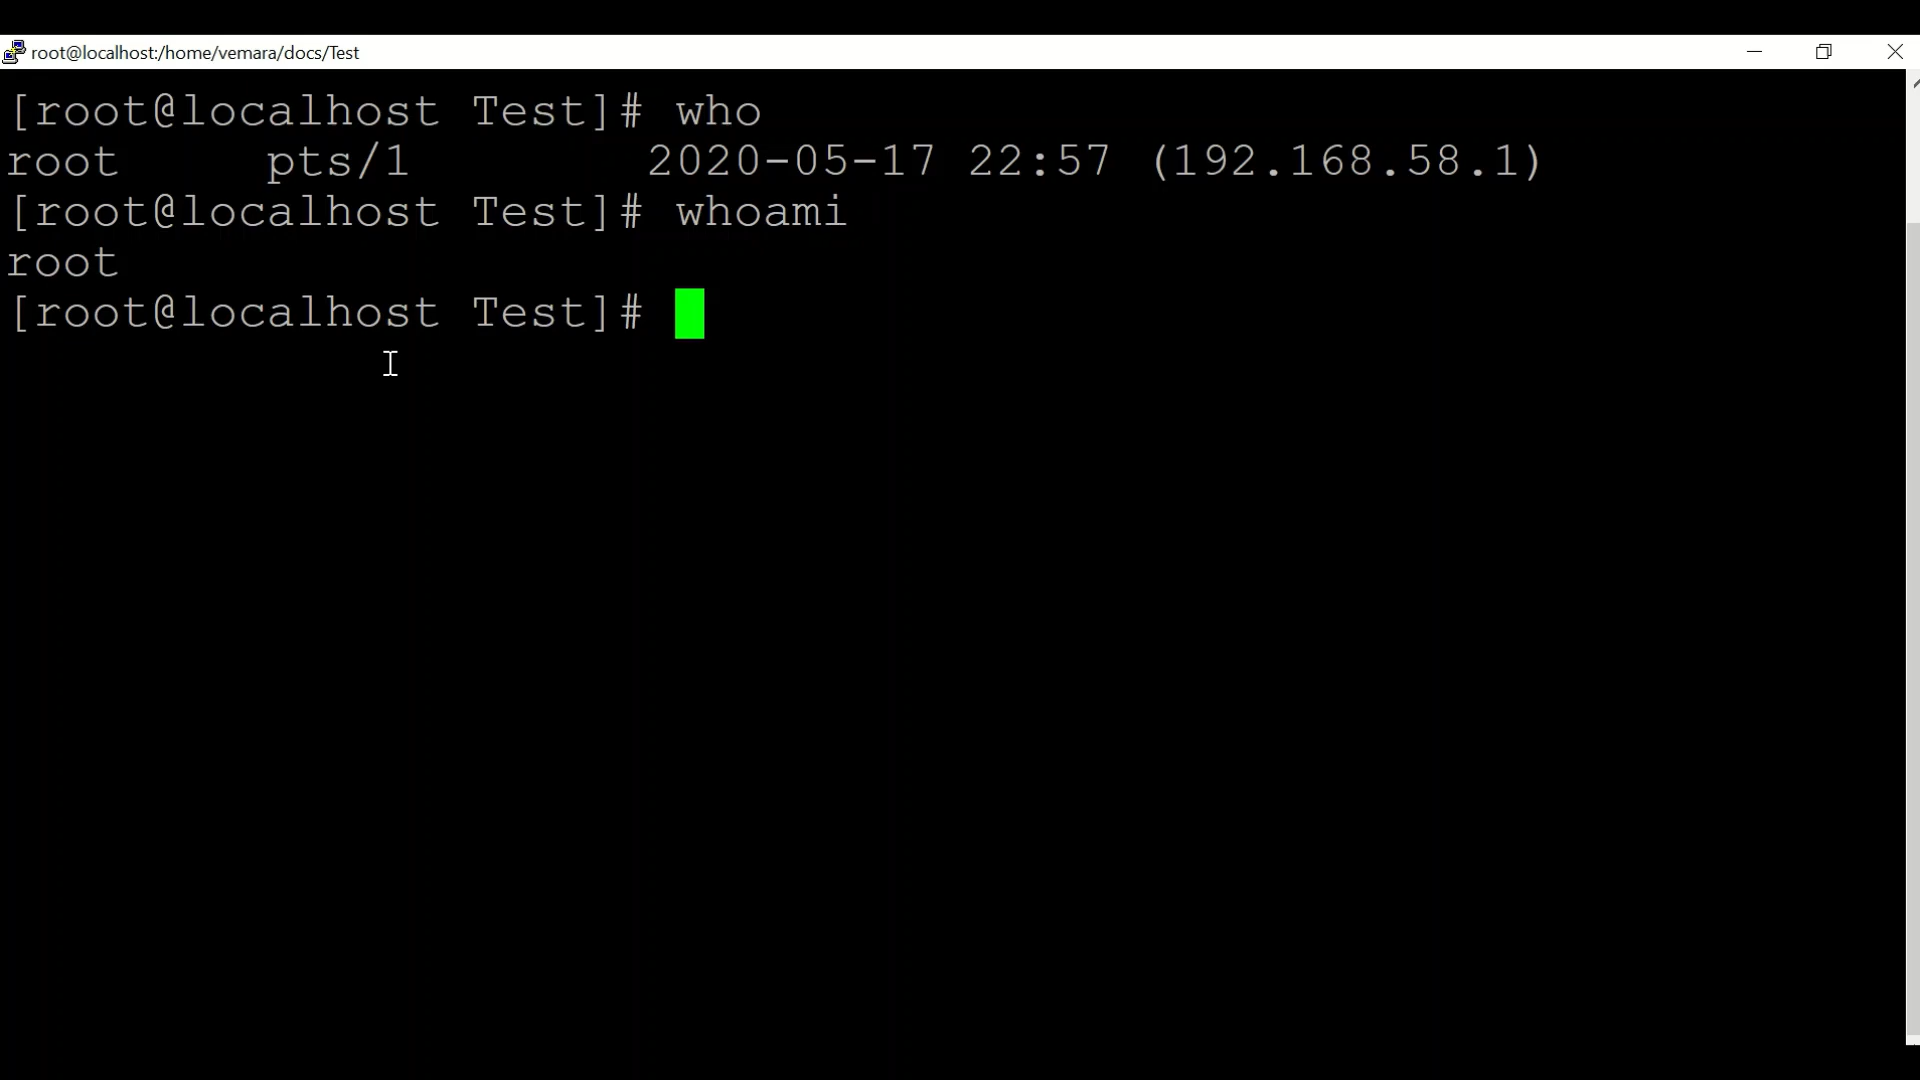 root@localhost:/home/vemara/docs/Test
[root@localhost Test]# who
root     pts/1        2020-05-17 22:57 (192.168.58.1)
[root@localhost Test]# whoami
root
[root@localhost Test]#